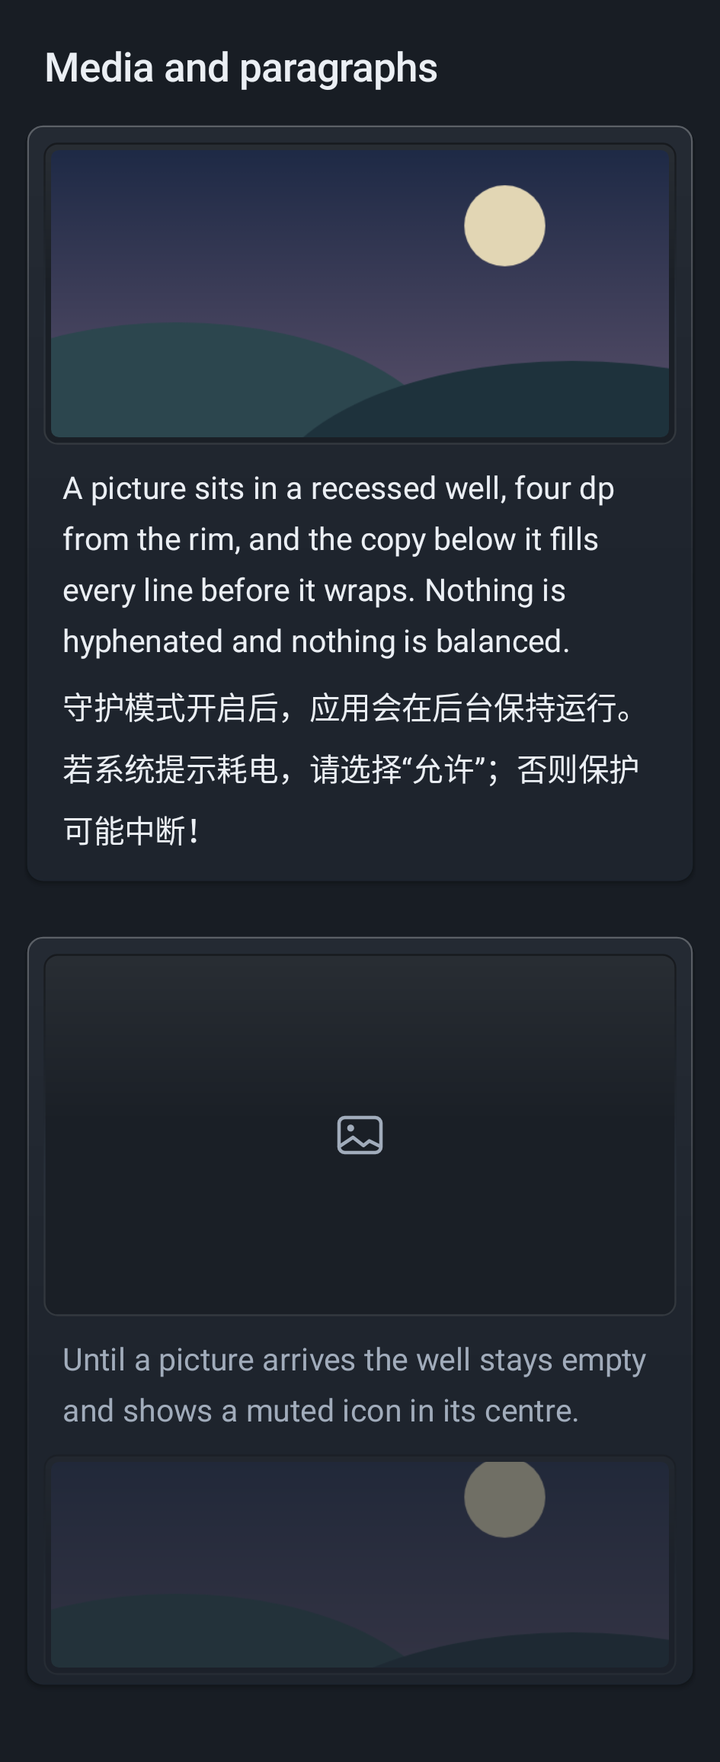 Media and paragraphs
A picture sits in a recessed well, four dp
from the rim, and the copy below it fills
every line before it wraps. Nothing is
hyphenated and nothing is balanced.
守护模式开启后，应用会在后台保持运行。
若系统提示耗电，请选择“允许”；否则保护
可能中断！
Until a picture arrives the well stays empty
and shows a muted icon in its centre.